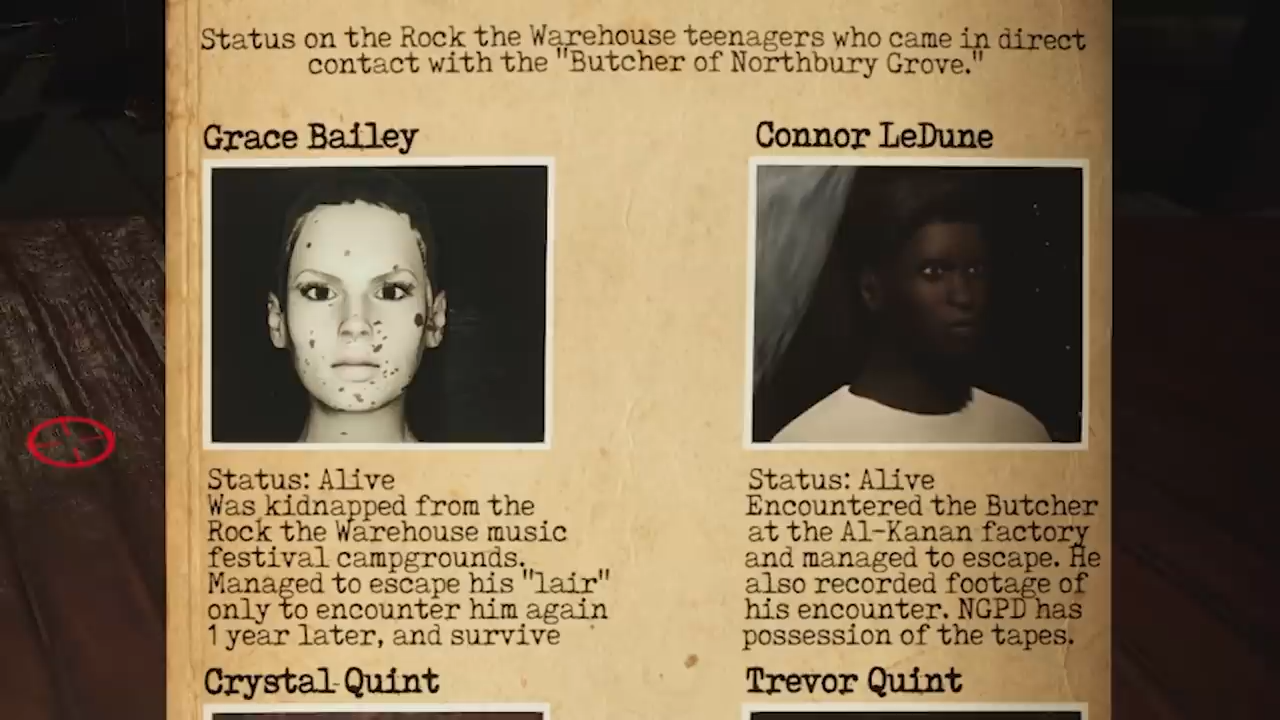 Status on the Rock the Warehouse teenagers who came in direct
contact with the "Butcher of Northbury Grove."
Grace Bailey
Connor LeDune
Status: Alive
Was kidnapped from the
Rock the Warehouse music
festival campgrounds.
Managed to escape his "lair"
only to encounter him again
1 year later, and survive
Status: Alive
Encountered the Butcher
at the Al-Kanan factory
and managed to escape. He
also recorded footage of
his encounter. NGPD has
possession of the tapes.
Crystal Quint
Trevor Quint